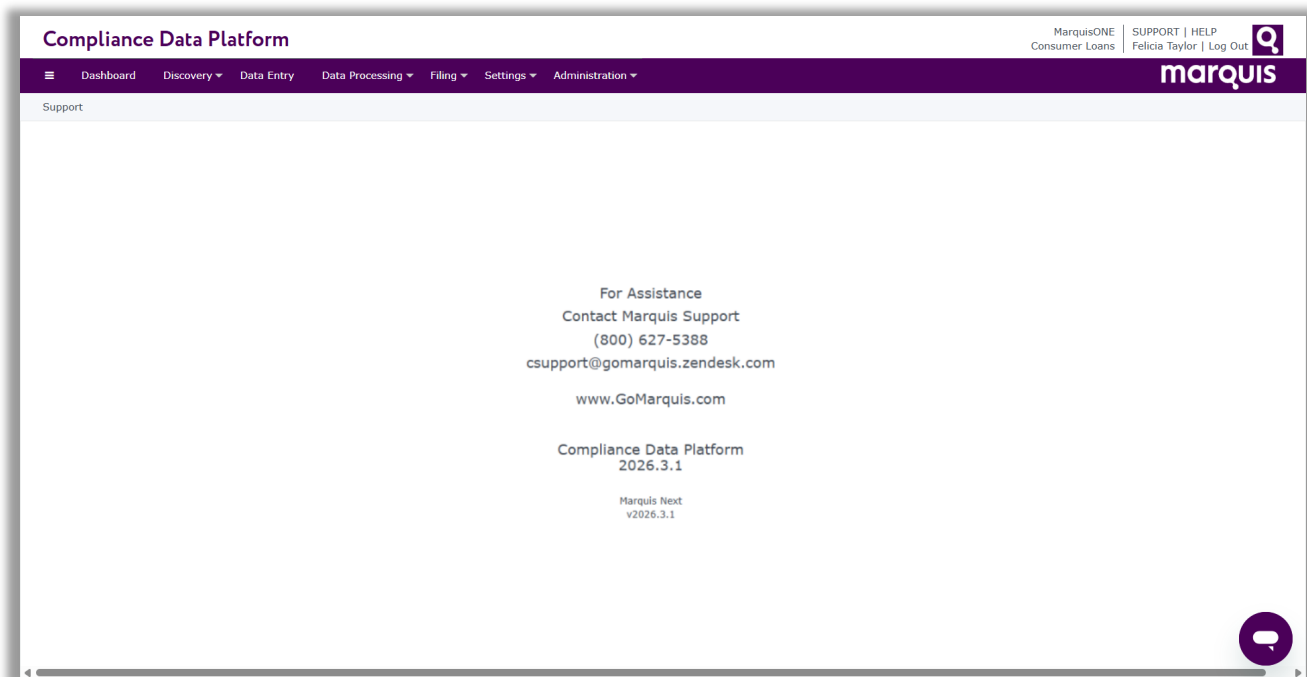 Compliance Data Platform
MarquisONE
Consumer Loans
SUPPORT | HELP
Felicia Taylor | Log Out
Dashboard Discovery Data Entry Data Processing Filing Settings Administration
marquis
Support
For Assistance
Contact Marquis Support
(800) 627-5388
csupport@gomarquis.zendesk.com
www.GoMarquis.com
Compliance Data Platform
2026.3.1
Marquis Next
v2026.3.1